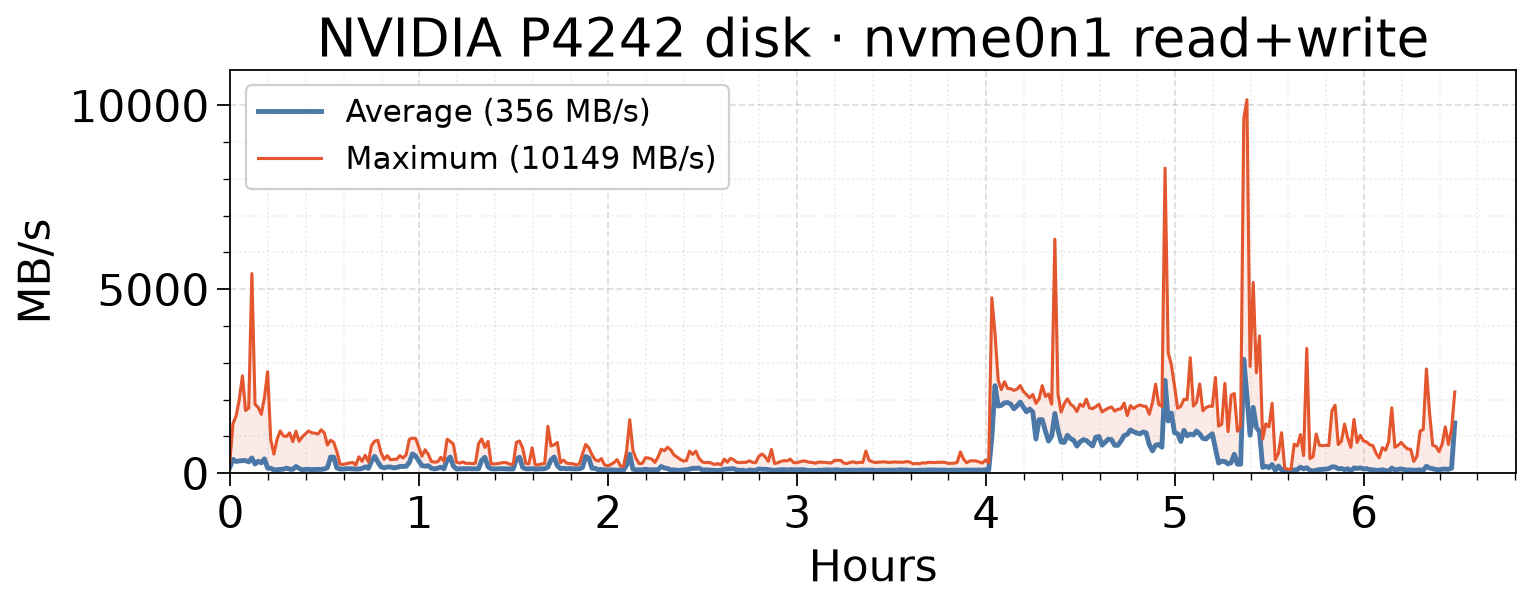 NVIDIA P4242 disk · nvme0n1 read+write
Average (356 MB/s)
Maximum (10149 MB/s)
MB/s
10000
5000
0
0 1 2 3 4 5 6
Hours